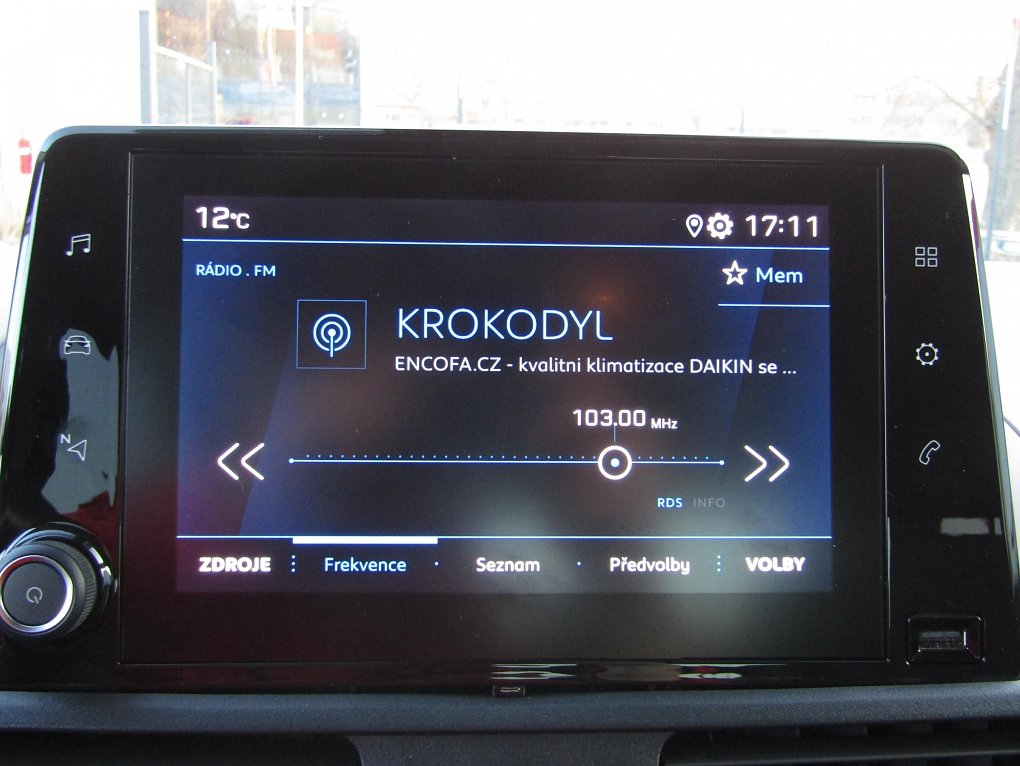 12°C 17:11
RÁDIO . FM
Mem
KROKODYL
ENCOFA.CZ - kvalitni klimatizace DAIKIN se ...
103.00 MHz
N
RDS INFO
ZDROJE Frekvence Seznam Předvolby VOLBY